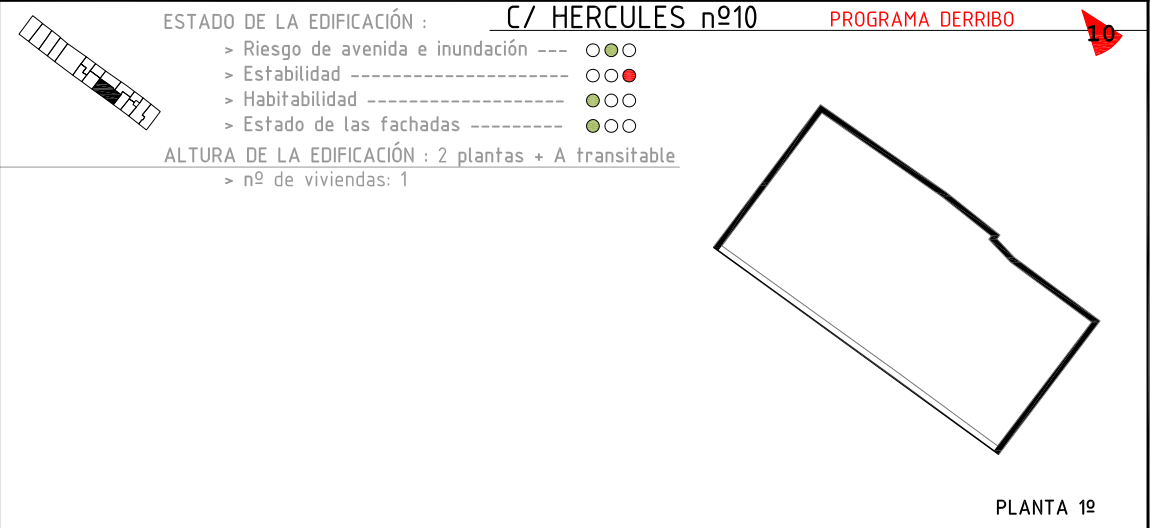 C/ HERCULES nº10
PROGRAMA DERRIBO
10
ESTADO DE LA EDIFICACIÓN :
> Riesgo de avenida e inundación ---
> Estabilidad ---------------------
> Habitabilidad -------------------
> Estado de las fachadas ---------
ALTURA DE LA EDIFICACIÓN : 2 plantas + A transitable
> nº de viviendas: 1
PLANTA 1º